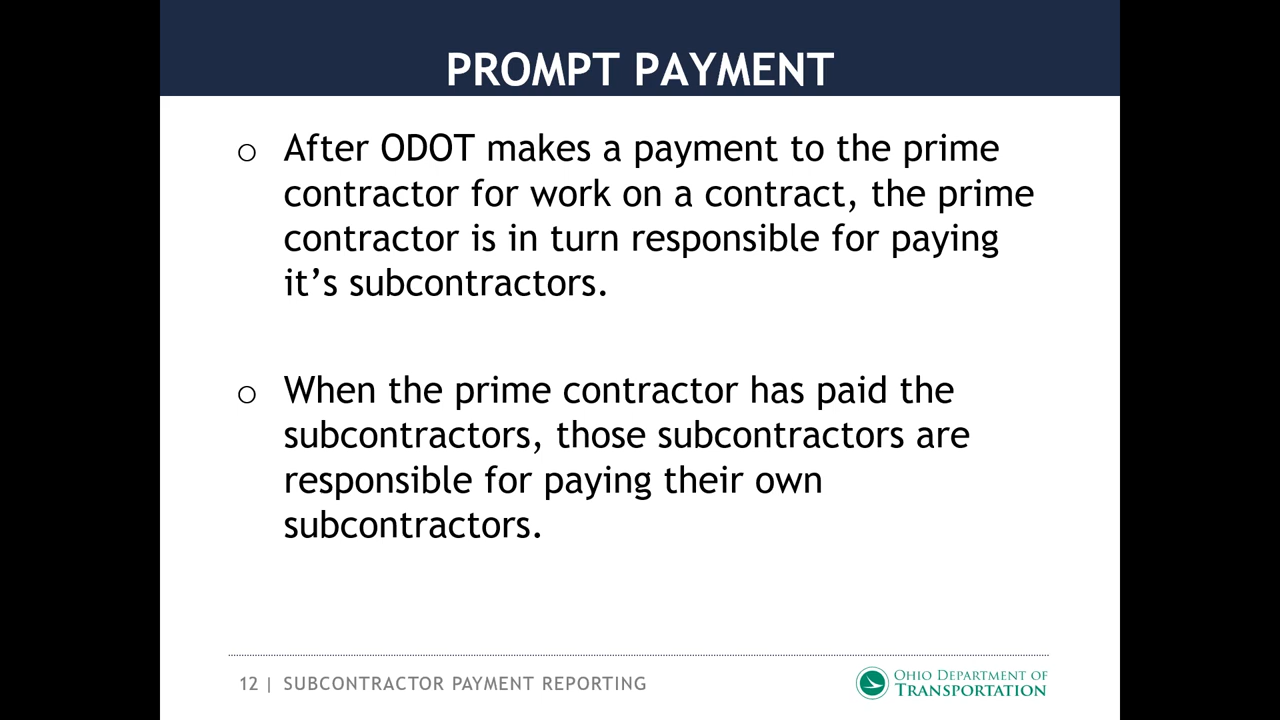 PROMPT PAYMENT
o After ODOT makes a payment to the prime
contractor for work on a contract, the prime
contractor is in turn responsible for paying
it’s subcontractors.
o When the prime contractor has paid the
subcontractors, those subcontractors are
responsible for paying their own
subcontractors.
12 | SUBCONTRACTOR PAYMENT REPORTING
OHIO DEPARTMENT OF
TRANSPORTATION